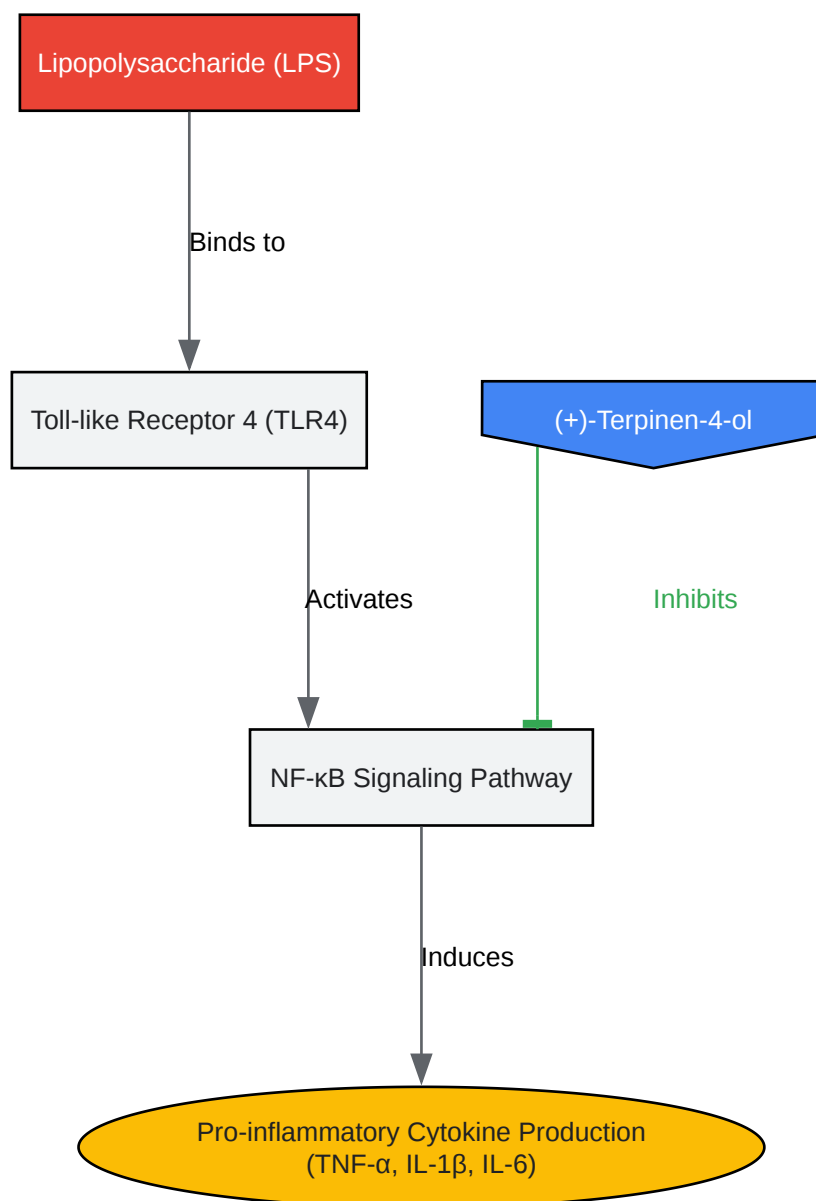 Lipopolysaccharide (LPS)
Binds to
Toll-like Receptor 4 (TLR4)
(+)-Terpinen-4-ol
Activates
Inhibits
NF-κB Signaling Pathway
Induces
Pro-inflammatory Cytokine Production
(TNF-α, IL-1β, IL-6)